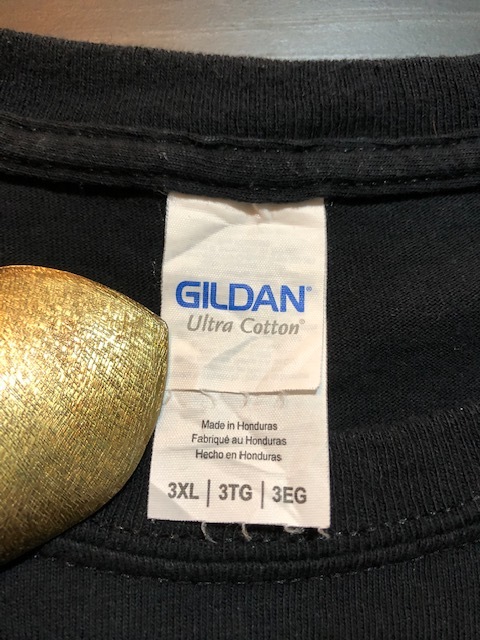 GILDAN®
Ultra Cotton®
Made in Honduras
Fabriqué au Honduras
Hecho en Honduras
3XL | 3TG | 3EG